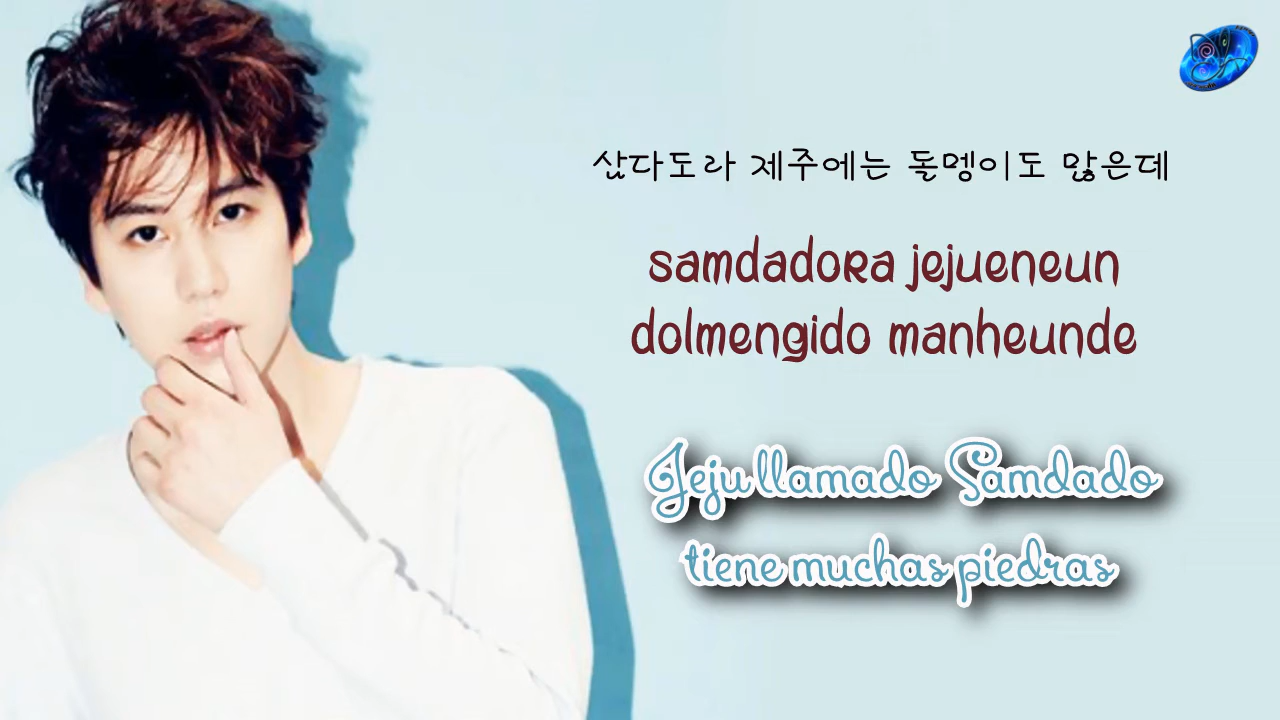 삾다도라 제주에는 돌멩이도 많은데
samdadora jejueneun
dolmengido manheunde
Jeju llamado Samdado
tiene muchas piedras